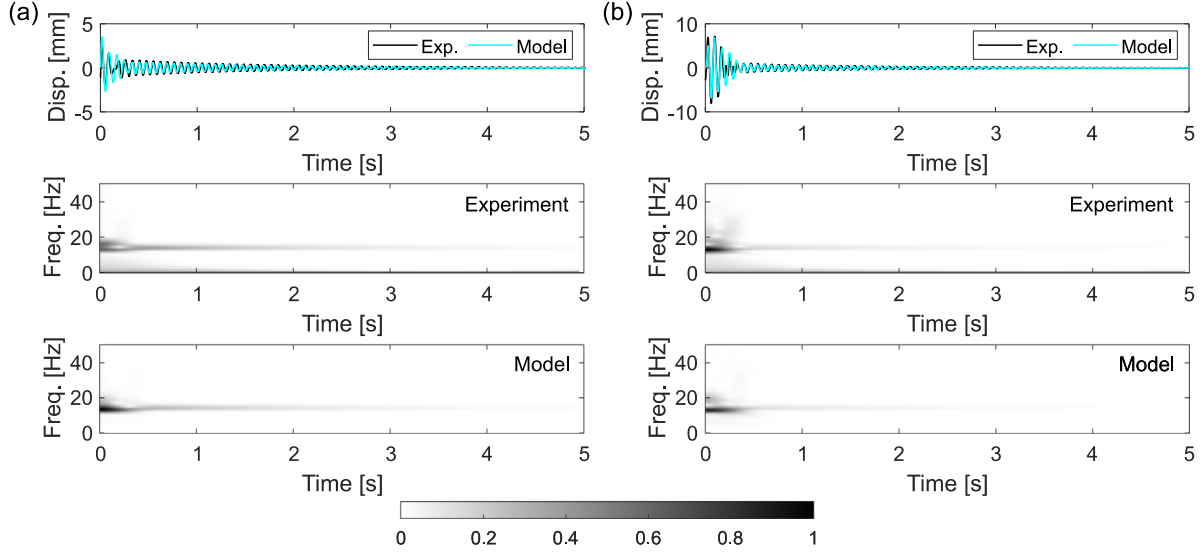 (a)
Disp. [mm]
5
0
-5
Exp. Model
0 1 2 3 4 5
Time [s]
Freq. [Hz]
40
20
0
Experiment
0 1 2 3 4 5
Time [s]
Freq. [Hz]
40
20
0
Model
0 1 2 3 4 5
Time [s]
(b)
Disp. [mm]
10
0
-10
Exp. Model
0 1 2 3 4 5
Time [s]
Freq. [Hz]
40
20
0
Experiment
0 1 2 3 4 5
Time [s]
Freq. [Hz]
40
20
0
Model
0 1 2 3 4 5
Time [s]
0 0.2 0.4 0.6 0.8 1